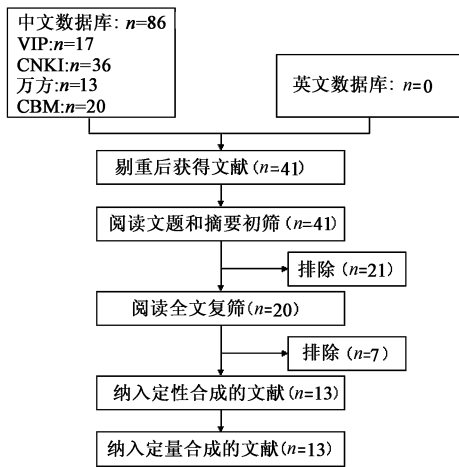 中文数据库: n=86
VIP:n=17
CNKI:n=36
万方:n=13
CBM:n=20
英文数据库: n=0
剔重后获得文献(n=41)
阅读文题和摘要初筛(n=41)
排除 (n=21)
阅读全文复筛(n=20)
排除 (n=7)
纳入定性合成的文献(n=13)
纳入定量合成的文献(n=13)